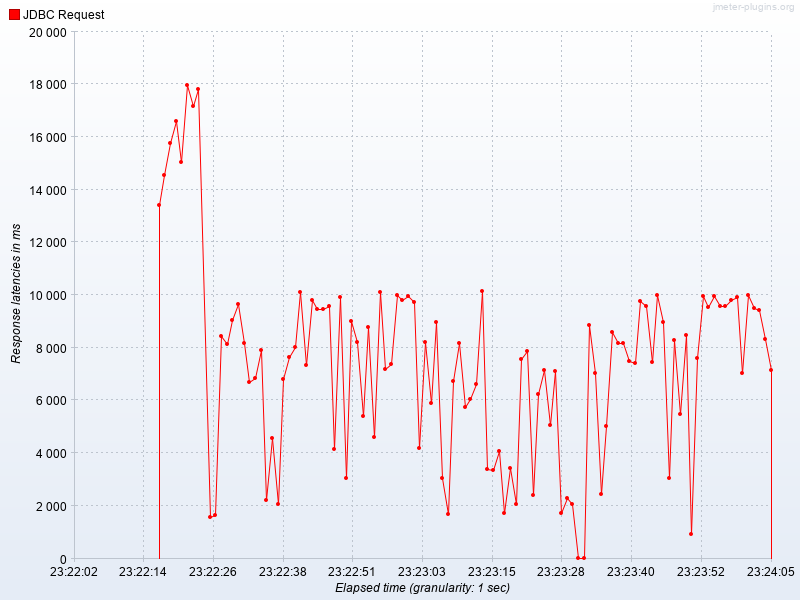 jmeter-plugins.org
JDBC Request
20 000
18 000
16 000
14 000
12 000
10 000
8 000
6 000
4 000
2 000
0
Response latencies in ms
23:22:02 23:22:14 23:22:26 23:22:38 23:22:51 23:23:03 23:23:15 23:23:28 23:23:40 23:23:52 23:24:05
Elapsed time (granularity: 1 sec)